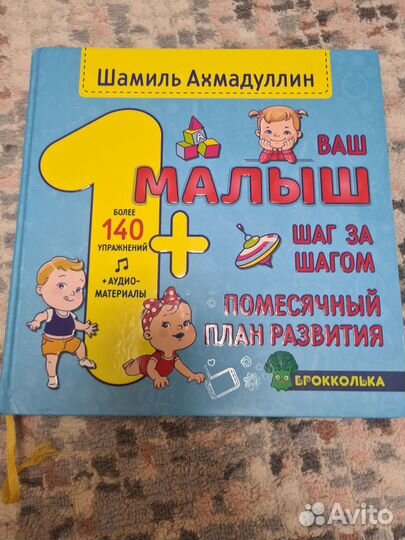 Шамиль Ахмадуллин
1+
ВАШ
МАЛЫШ
БОЛЕЕ
140
УПРАЖНЕНИЙ
+ АУДИО-
МАТЕРИАЛЫ
ШАГ ЗА
ШАГОМ
ПОМЕСЯЧНЫЙ
ПЛАН РАЗВИТИЯ
БРОККОЛЬКА
А
Avito